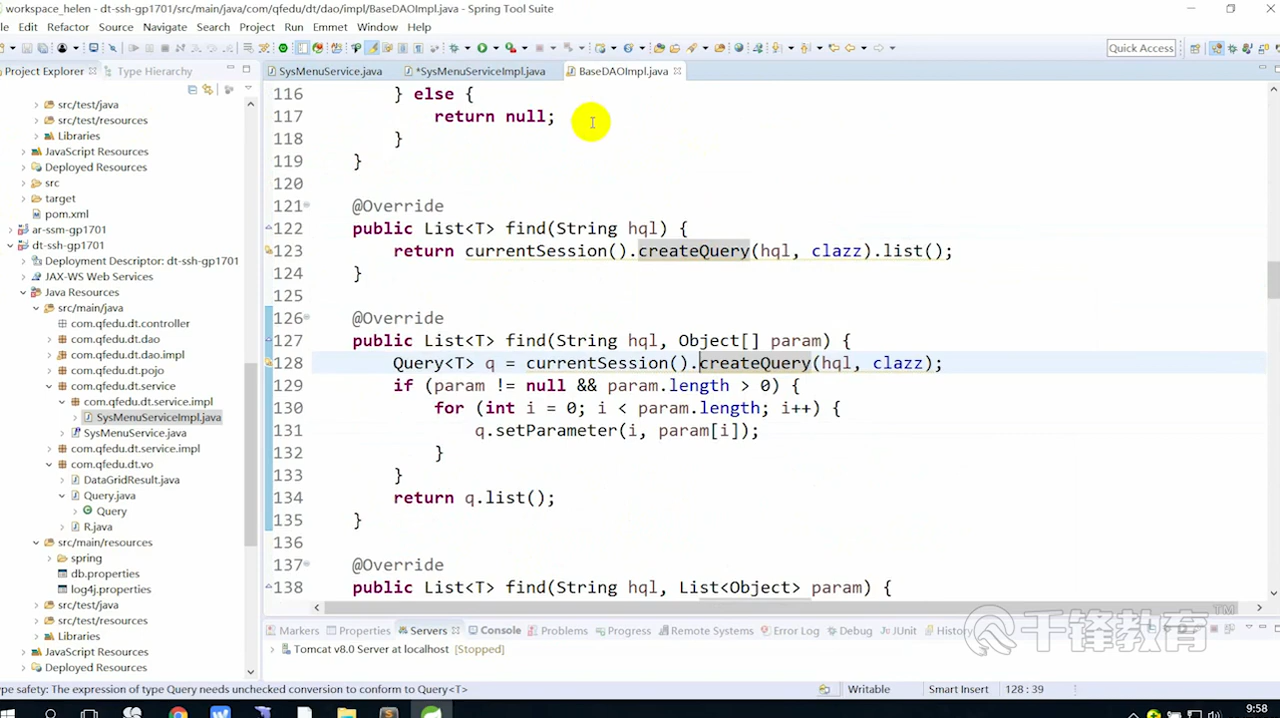 workspace_helen - dt-ssh-gp1701/src/main/java/com/qfedu/dt/dao/impl/BaseDAOImpl.java - Spring Tool Suite
Edit Refactor Source Navigate Search Project Run Emmet Window Help
Quick Access
Project Explorer Type Hierarchy
SysMenuService.java *SysMenuServiceImpl.java BaseDAOImpl.java
src/test/java
src/test/resources
Libraries
JavaScript Resources
Deployed Resources
src
target
pom.xml
ar-ssm-gp1701
dt-ssh-gp1701
Deployment Descriptor: dt-ssh-gp1701
JAX-WS Web Services
Java Resources
src/main/java
com.qfedu.dt.controller
com.qfedu.dt.dao
com.qfedu.dt.dao.impl
com.qfedu.dt.pojo
com.qfedu.dt.service
com.qfedu.dt.service.impl
SysMenuServiceImpl.java
SysMenuService.java
com.qfedu.dt.service.impl
com.qfedu.dt.vo
DataGridResult.java
Query.java
Query
R.java
src/main/resources
spring
db.properties
log4j.properties
src/test/java
src/test/resources
Libraries
JavaScript Resources
Deployed Resources
116 } else {
117 return null;
118 }
119 }
120
121 @Override
122 public List<T> find(String hql) {
123 return currentSession().createQuery(hql, clazz).list();
124 }
125
126 @Override
127 public List<T> find(String hql, Object[] param) {
128 Query<T> q = currentSession().createQuery(hql, clazz);
129 if (param != null && param.length > 0) {
130 for (int i = 0; i < param.length; i++) {
131 q.setParameter(i, param[i]);
132 }
133 }
134 return q.list();
135 }
136
137 @Override
138 public List<T> find(String hql, List<Object> param) {
Markers Properties Servers Console Problems Progress Remote Systems Error Log Debug JUnit History
Tomcat v8.0 Server at localhost [Stopped]
千锋教育 TM
ype safety: The expression of type Query needs unchecked conversion to conform to Query<T>
Writable Smart Insert 128 : 39
9:58